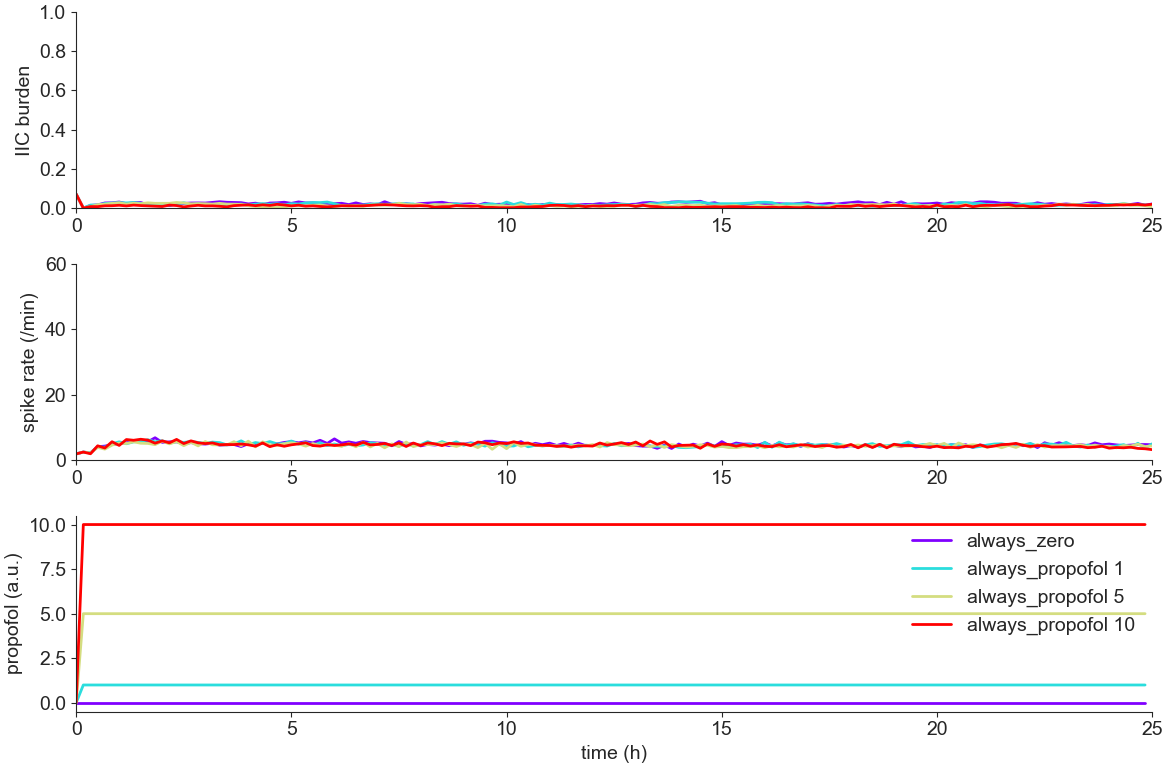 1.0
0.8
0.6
0.4
0.2
0.0
IIC burden
0 5 10 15 20 25
60
40
20
0
spike rate (/min)
0 5 10 15 20 25
10.0
7.5
5.0
2.5
0.0
propofol (a.u.)
always_zero
always_propofol 1
always_propofol 5
always_propofol 10
0 5 10 15 20 25
time (h)